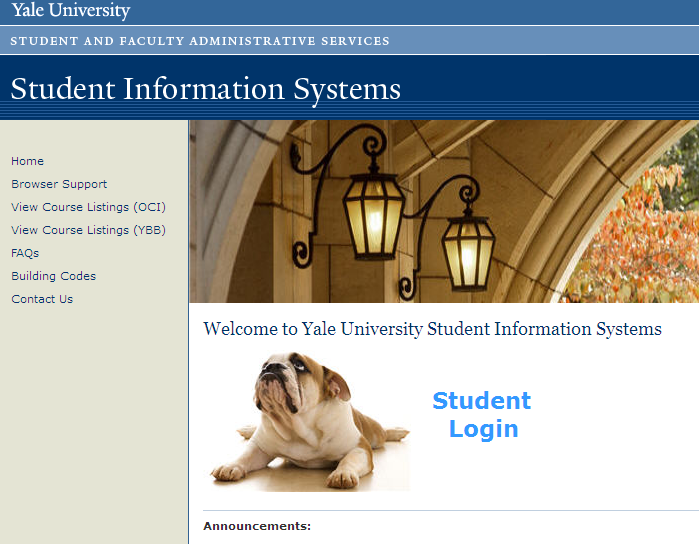 Yale University
STUDENT AND FACULTY ADMINISTRATIVE SERVICES
Student Information Systems
Home
Browser Support
View Course Listings (OCI)
View Course Listings (YBB)
FAQs
Building Codes
Contact Us
Welcome to Yale University Student Information Systems
Student
Login
Announcements: